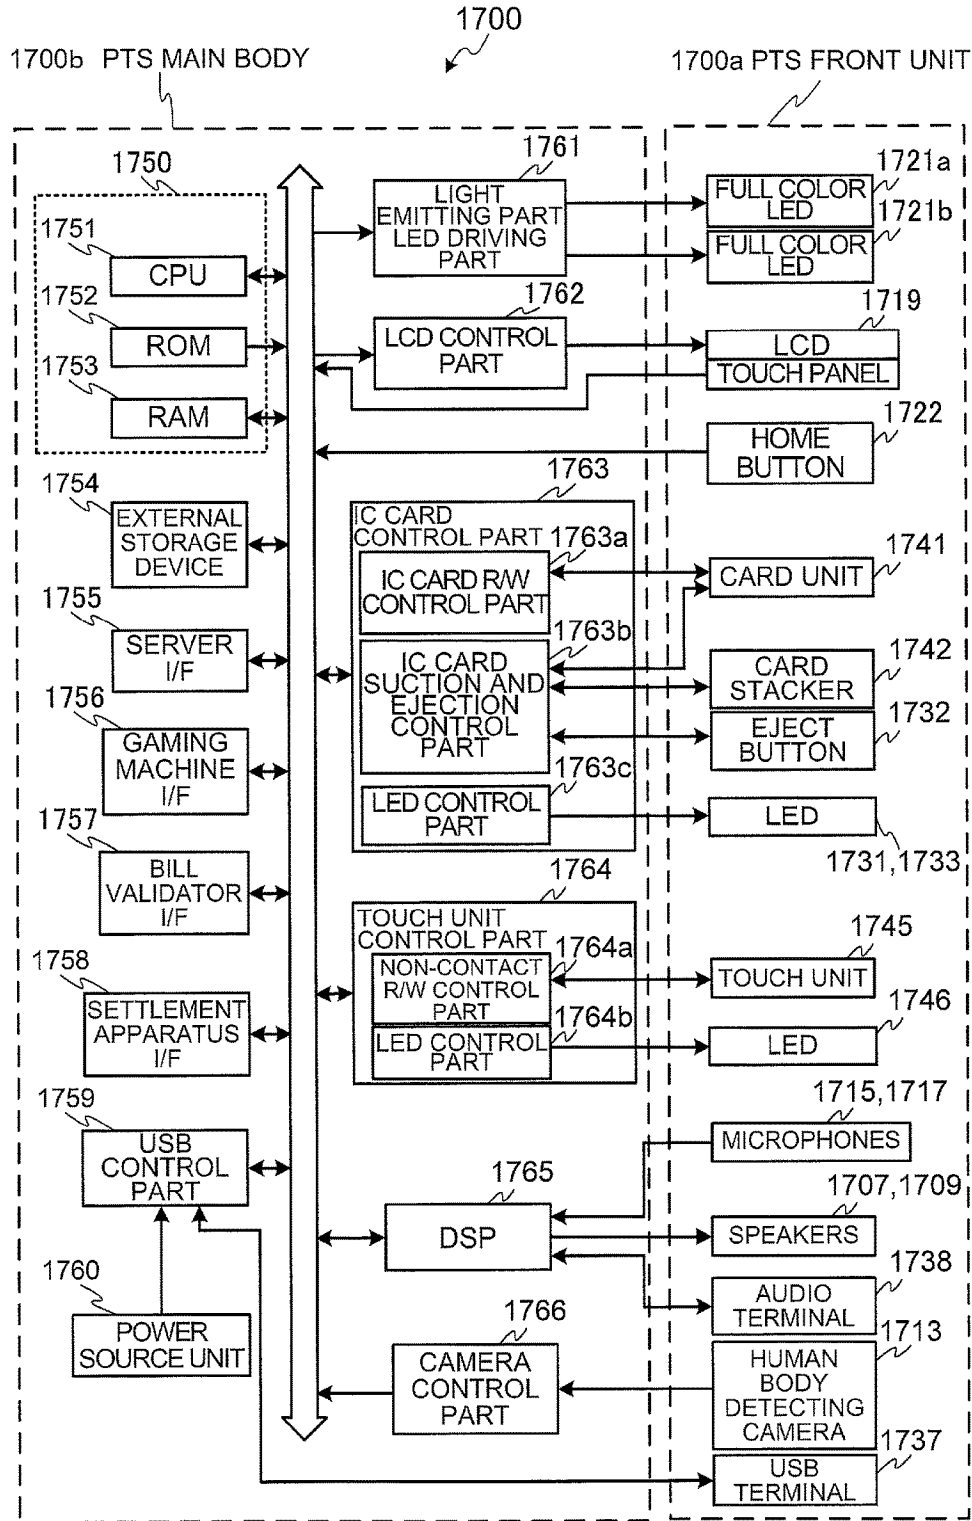 1700
1700b PTS MAIN BODY
1700a PTS FRONT UNIT
1750
1751
CPU
1752
ROM
1753
RAM
1754
EXTERNAL
STORAGE
DEVICE
1755
SERVER
I/F
1756
GAMING
MACHINE
I/F
1757
BILL
VALIDATOR
I/F
1758
SETTLEMENT
APPARATUS
I/F
1759
USB
CONTROL
PART
1760
POWER
SOURCE UNIT
1761
LIGHT
EMITTING PART
LED DRIVING
PART
1762
LCD CONTROL
PART
1763
IC CARD
CONTROL PART
1763a
IC CARD R/W
CONTROL PART
1763b
IC CARD
SUCTION AND
EJECTION
CONTROL
PART
1763c
LED CONTROL
PART
1764
TOUCH UNIT
CONTROL PART
1764a
NON-CONTACT
R/W CONTROL
PART
1764b
LED CONTROL
PART
1765
DSP
1766
CAMERA
CONTROL
PART
1721a
FULL COLOR
LED
1721b
FULL COLOR
LED
1719
LCD
TOUCH PANEL
1722
HOME
BUTTON
1741
CARD UNIT
1742
CARD
STACKER
1732
EJECT
BUTTON
LED
1731,1733
1745
TOUCH UNIT
1746
LED
1715,1717
MICROPHONES
1707,1709
SPEAKERS
1738
AUDIO
TERMINAL
1713
HUMAN
BODY
DETECTING
CAMERA
1737
USB
TERMINAL